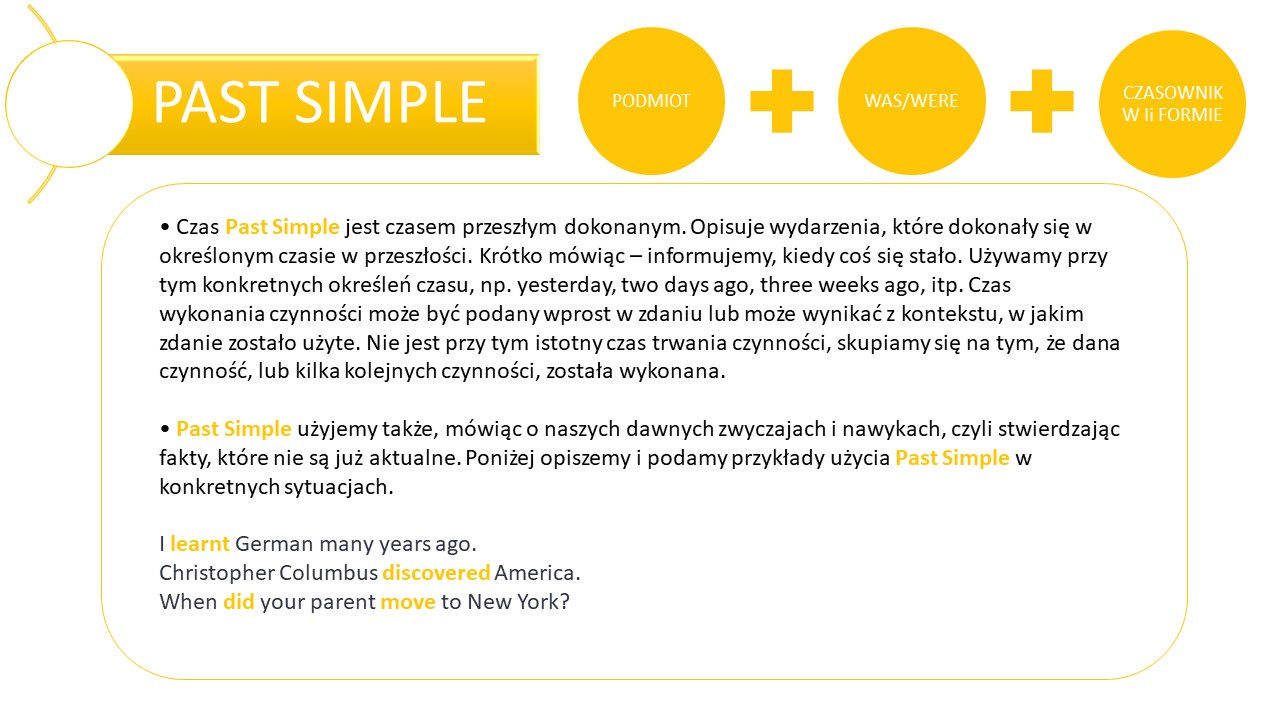 PAST SIMPLE
PODMIOT
WAS/WERE
CZASOWNIK
W Ii FORMIE
• Czas Past Simple jest czasem przeszłym dokonanym. Opisuje wydarzenia, które dokonały się w
określonym czasie w przeszłości. Krótko mówiąc – informujemy, kiedy coś się stało. Używamy przy
tym konkretnych określeń czasu, np. yesterday, two days ago, three weeks ago, itp. Czas
wykonania czynności może być podany wprost w zdaniu lub może wynikać z kontekstu, w jakim
zdanie zostało użyte. Nie jest przy tym istotny czas trwania czynności, skupiamy się na tym, że dana
czynność, lub kilka kolejnych czynności, została wykonana.
• Past Simple użyjemy także, mówiąc o naszych dawnych zwyczajach i nawykach, czyli stwierdzając
fakty, które nie są już aktualne. Poniżej opiszemy i podamy przykłady użycia Past Simple w
konkretnych sytuacjach.
I learnt German many years ago.
Christopher Columbus discovered America.
When did your parent move to New York?